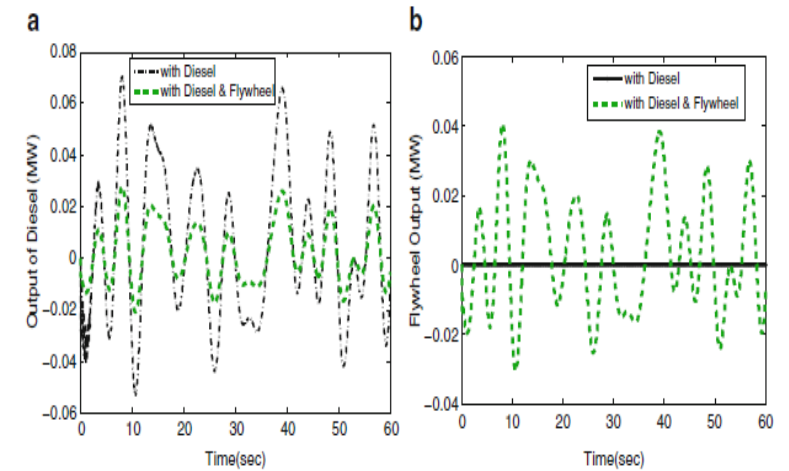 a
Output of Diesel (MW)
0.08
0.06
0.04
0.02
0
−0.02
−0.04
−0.06
with Diesel
with Diesel & Flywheel
0 10 20 30 40 50 60
Time(sec)
b
Flywheel Output (MW)
0.06
0.04
0.02
0
−0.02
−0.04
with Diesel
with Diesel & Flywheel
0 10 20 30 40 50 60
Time(sec)